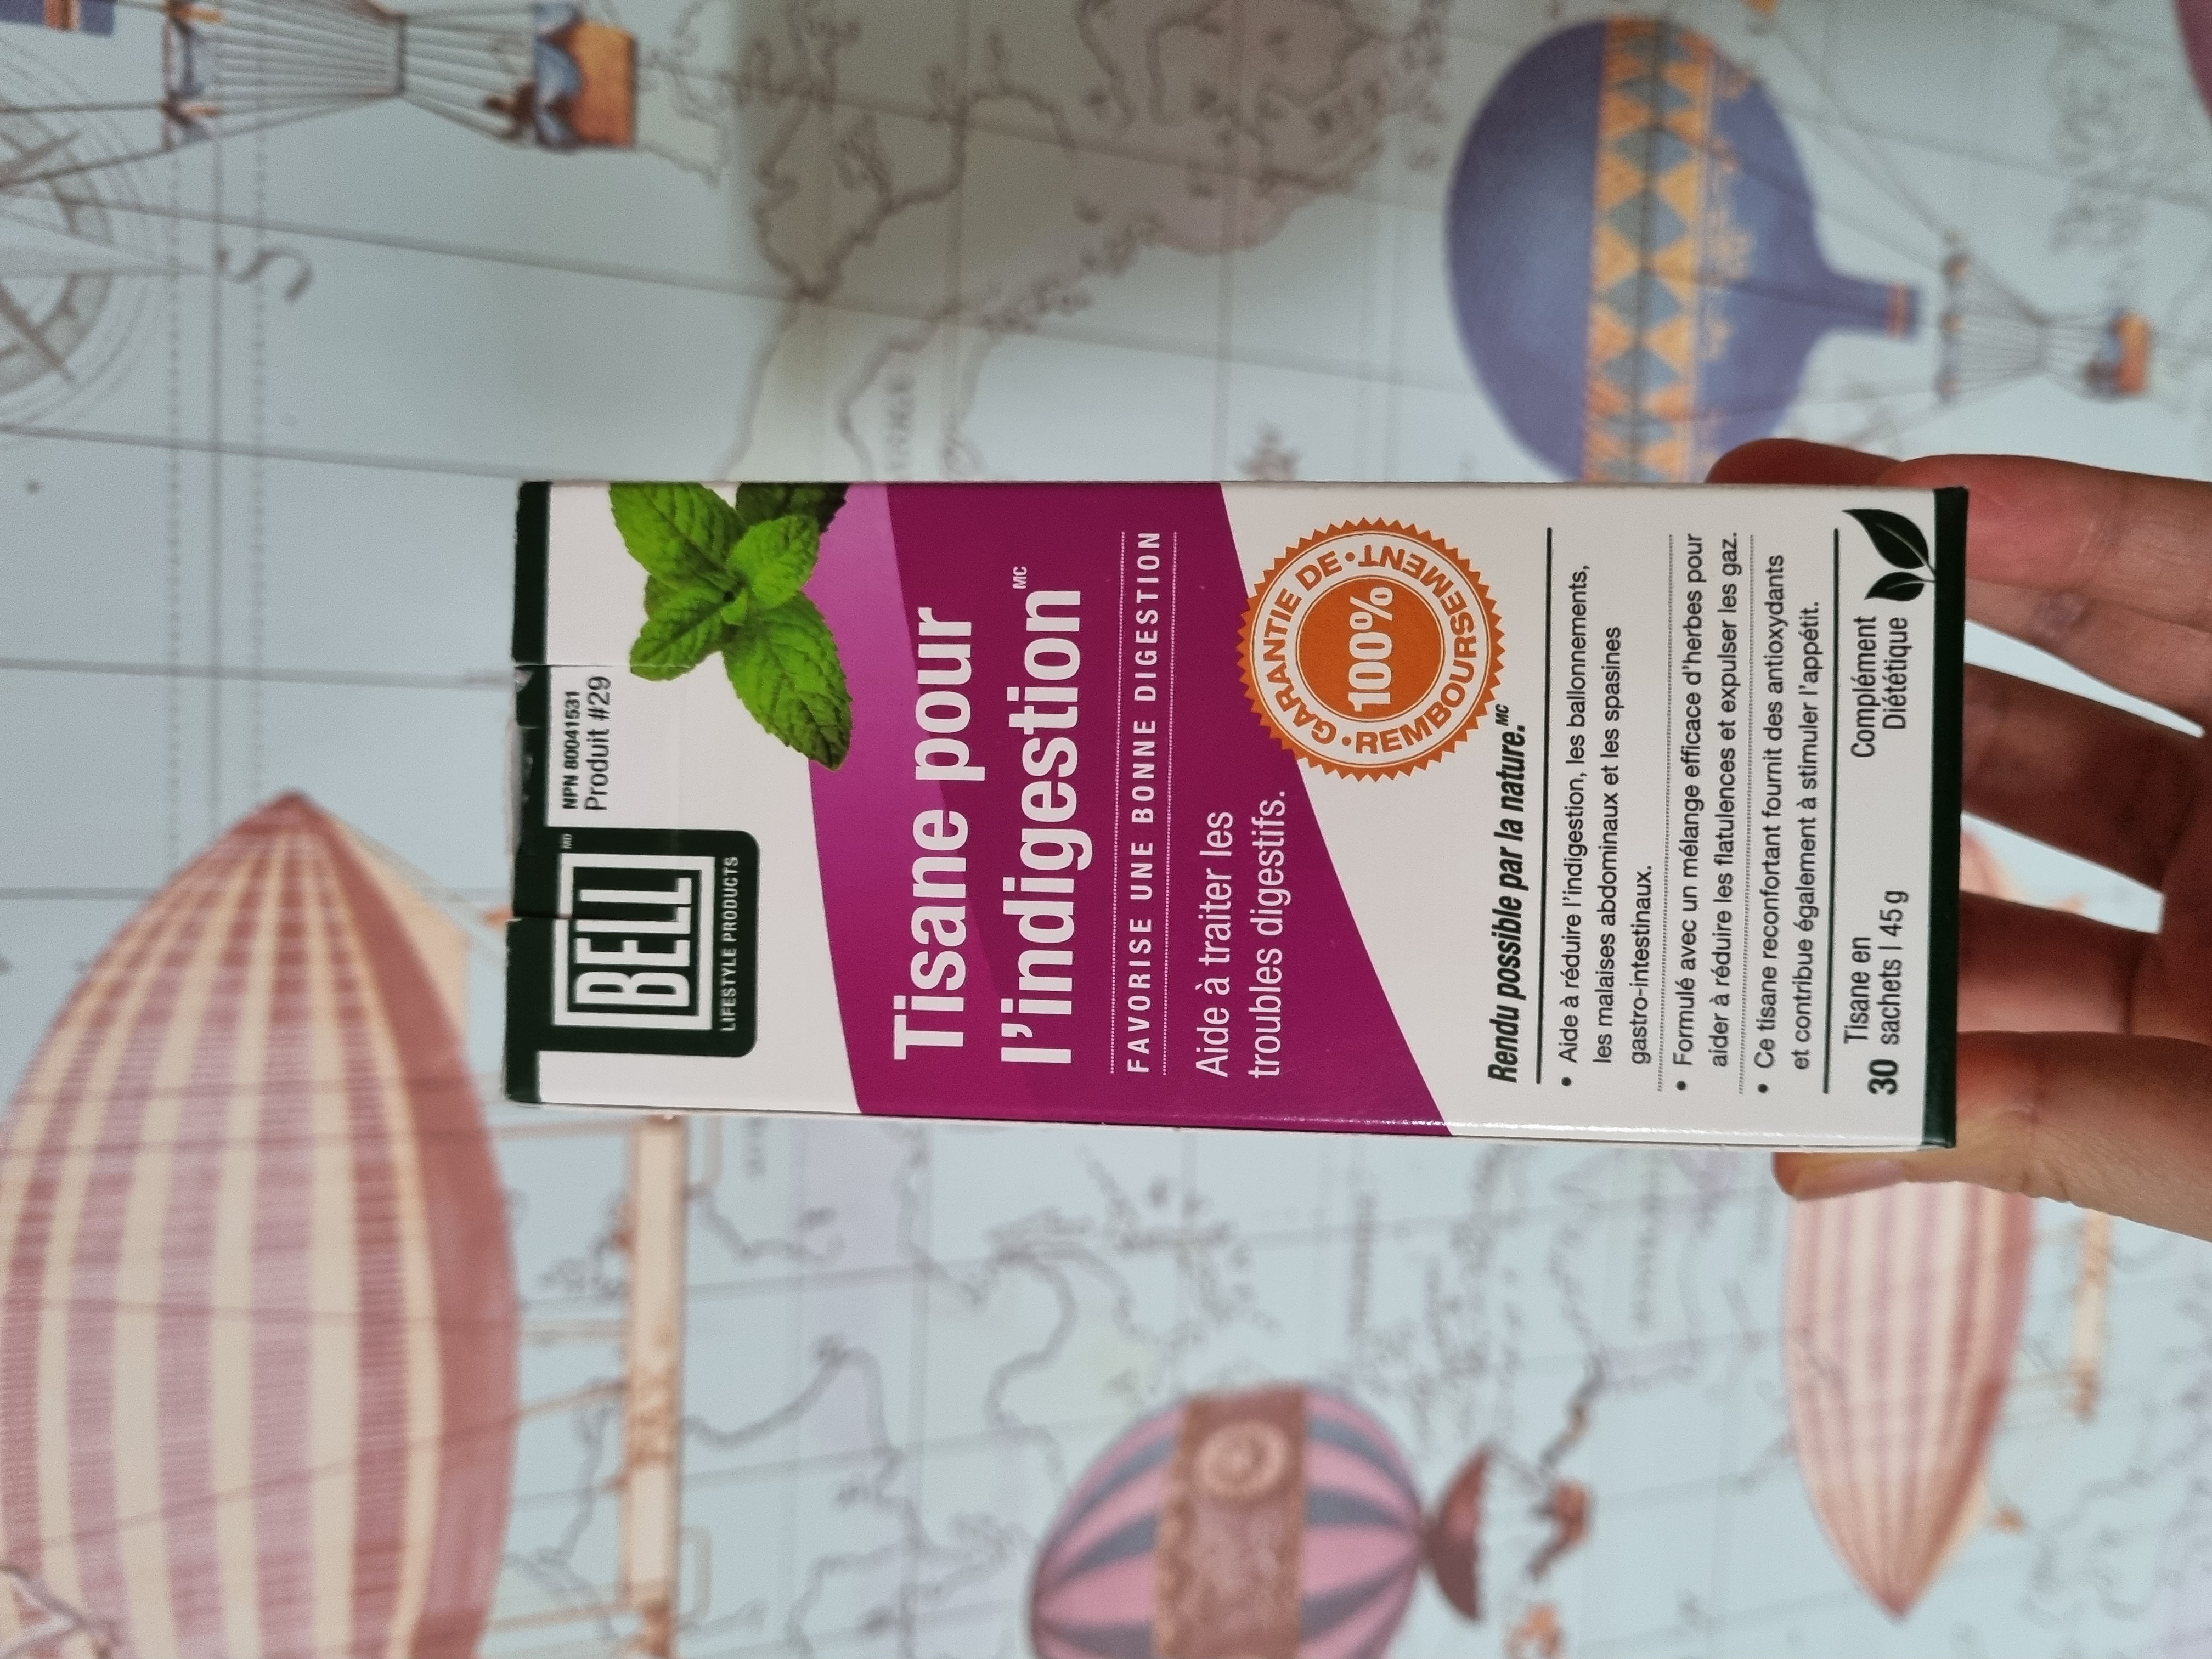 BELL MD
LIFESTYLE PRODUCTS
NPN 80041531
Produit #29
Tisane pour
l'indigestion MC
FAVORISE UNE BONNE DIGESTION
Aide à traiter les
troubles digestifs.
GARANTIE DE • REMBOURSEMENT •
100%
Rendu possible par la nature. MC
• Aide à réduire l'indigestion, les ballonnements,
les malaises abdominaux et les spasines
gastro-intestinaux.
• Formulé avec un mélange efficace d'herbes pour
aider à réduire les flatulences et expulser les gaz.
• Ce tisane reconfortant fournit des antioxydants
et contribue également à stimuler l'appétit.
30 Tisane en
sachets | 45g
Complément
Diététique
S